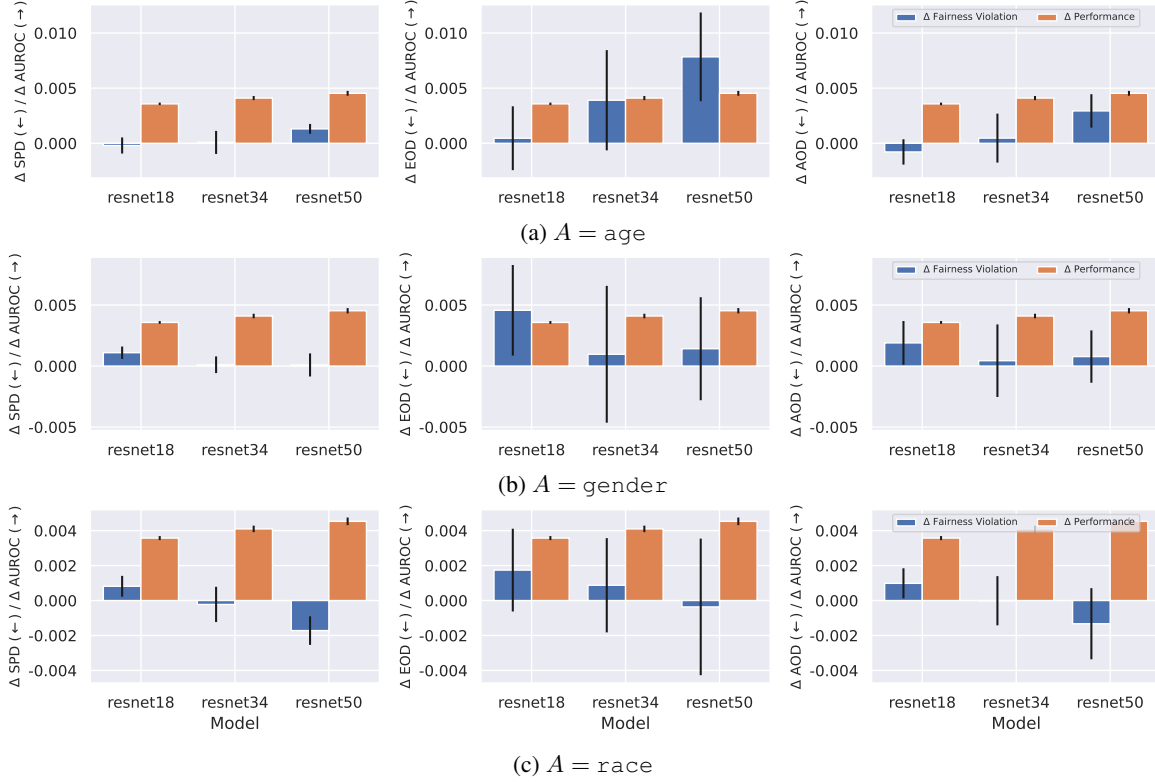 Δ SPD (←) / Δ AUROC (→)
0.010
0.005
0.000
resnet18 resnet34 resnet50
Δ EOD (←) / Δ AUROC (→)
0.010
0.005
0.000
resnet18 resnet34 resnet50
Δ AOD (←) / Δ AUROC (→)
0.010
0.005
0.000
Δ Fairness Violation Δ Performance
resnet18 resnet34 resnet50
(a) A = age
Δ SPD (←) / Δ AUROC (→)
0.005
0.000
-0.005
resnet18 resnet34 resnet50
Δ EOD (←) / Δ AUROC (→)
0.005
0.000
-0.005
resnet18 resnet34 resnet50
Δ AOD (←) / Δ AUROC (→)
0.005
0.000
-0.005
Δ Fairness Violation Δ Performance
resnet18 resnet34 resnet50
(b) A = gender
Δ SPD (←) / Δ AUROC (→)
0.004
0.002
0.000
-0.002
-0.004
resnet18 resnet34 resnet50
Model
Δ EOD (←) / Δ AUROC (→)
0.004
0.002
0.000
-0.002
-0.004
resnet18 resnet34 resnet50
Model
Δ AOD (←) / Δ AUROC (→)
0.004
0.002
0.000
-0.002
-0.004
Δ Fairness Violation Δ Performance
resnet18 resnet34 resnet50
Model
(c) A = race